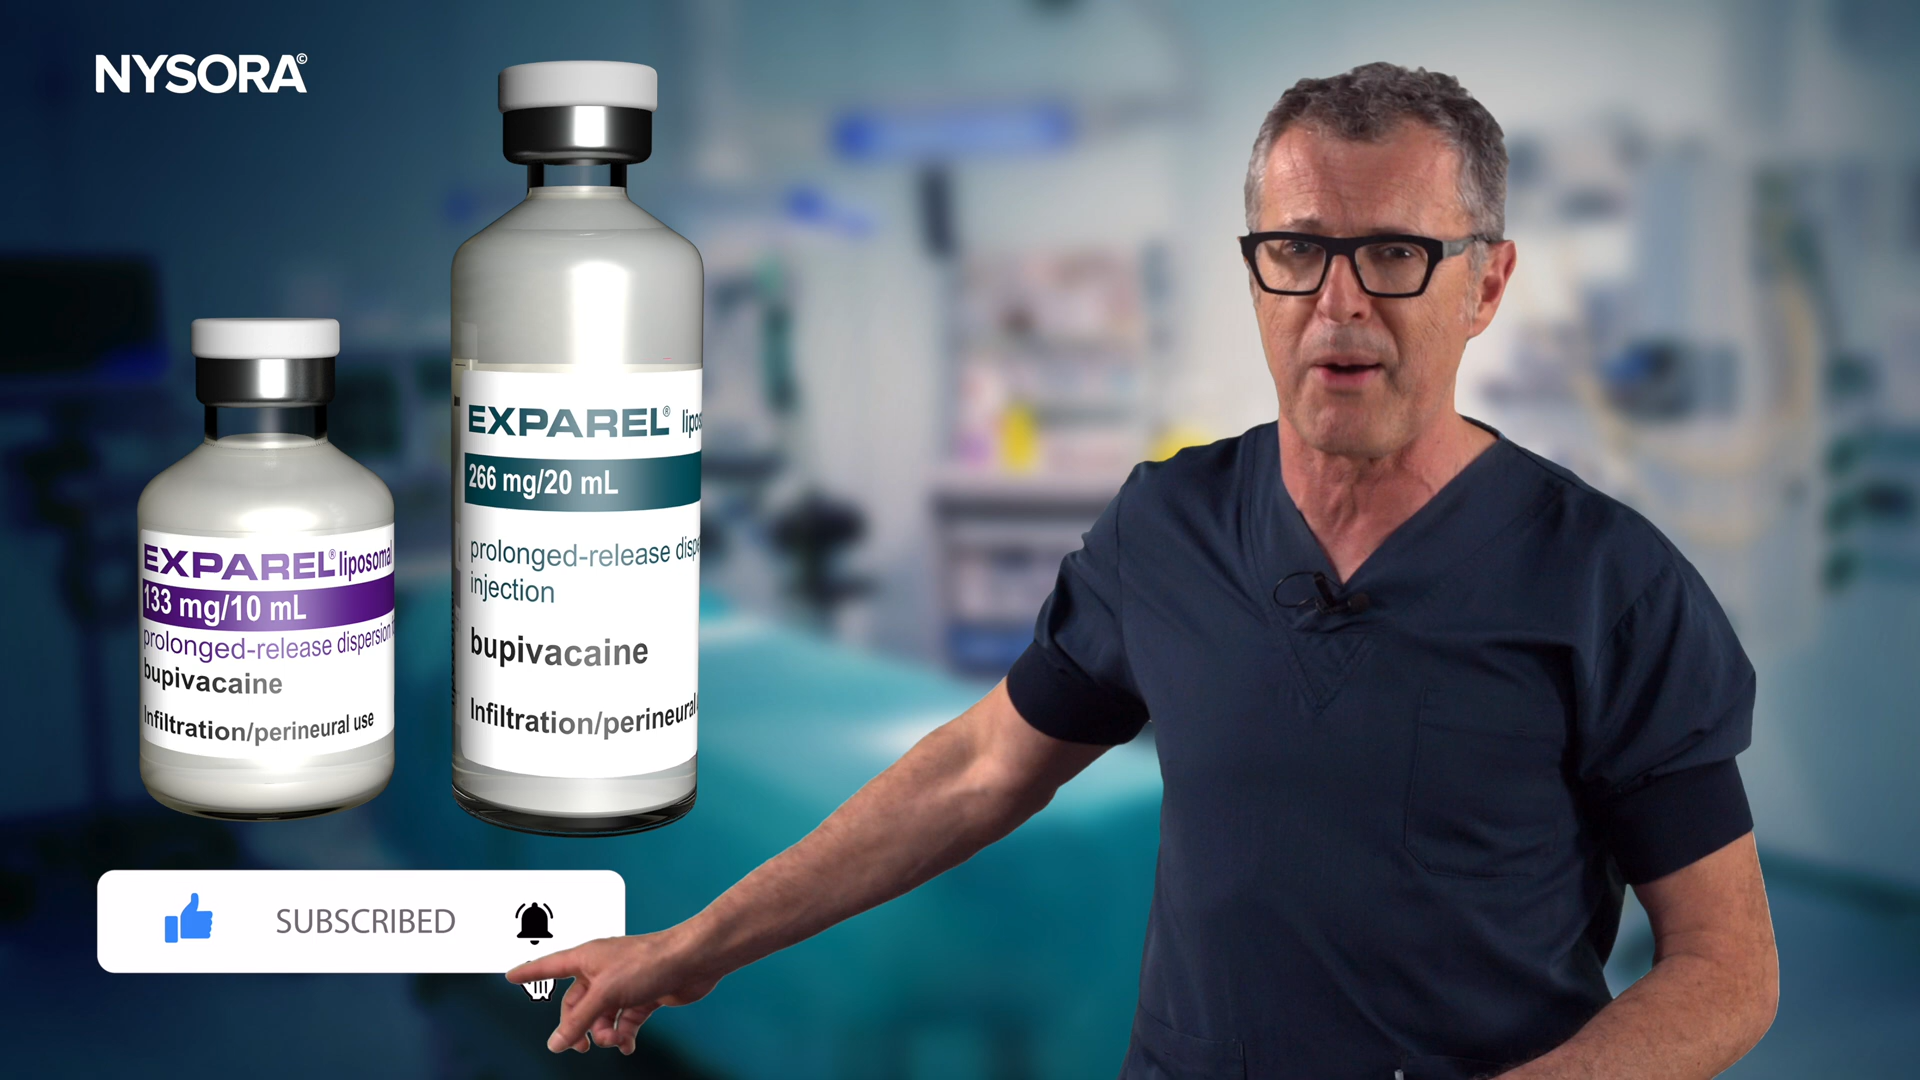 NYSORA©
EXPAREL® liposomal
133 mg/10 mL
prolonged-release dispersion
bupivacaine
Infiltration/perineural use
EXPAREL®
266 mg/20 mL
prolonged-release
injection
bupivacaine
Infiltration/perineural
SUBSCRIBED